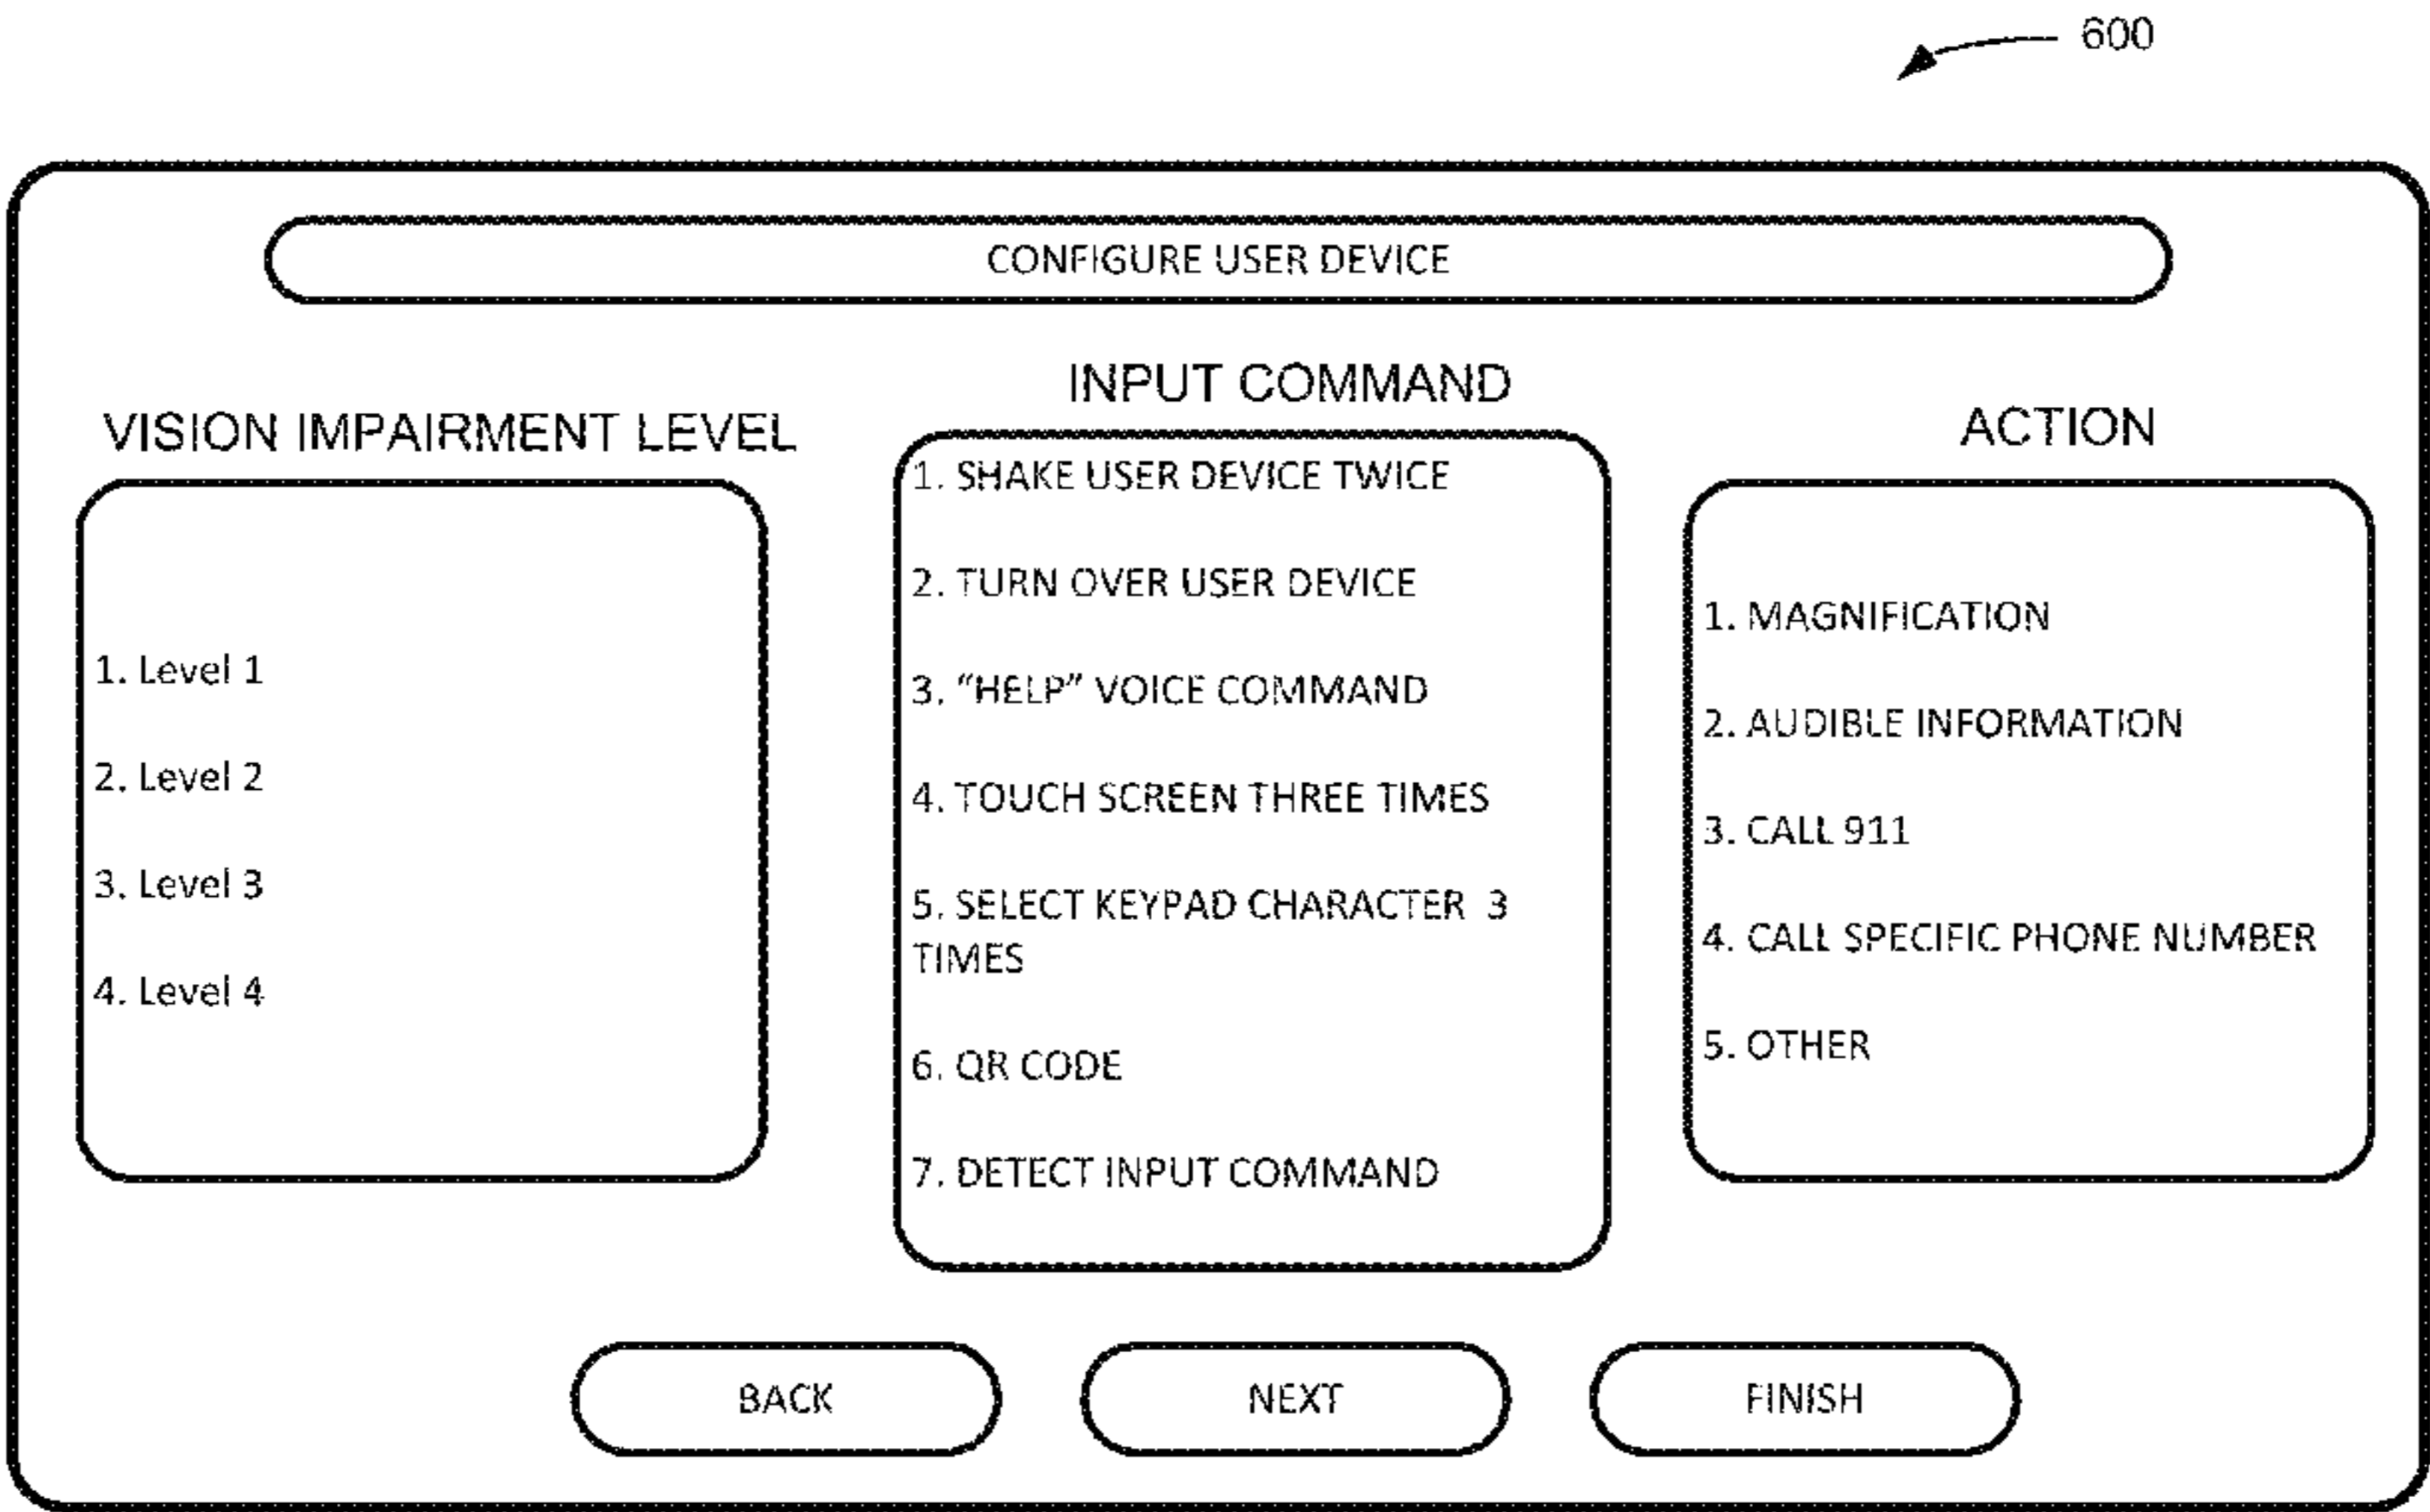 600
CONFIGURE USER DEVICE
VISION IMPAIRMENT LEVEL
1. Level 1
2. Level 2
3. Level 3
4. Level 4
INPUT COMMAND
1. SHAKE USER DEVICE TWICE
2. TURN OVER USER DEVICE
3. “HELP” VOICE COMMAND
4. TOUCH SCREEN THREE TIMES
5. SELECT KEYPAD CHARACTER 3
TIMES
6. QR CODE
7. DETECT INPUT COMMAND
ACTION
1. MAGNIFICATION
2. AUDIBLE INFORMATION
3. CALL 911
4. CALL SPECIFIC PHONE NUMBER
5. OTHER
BACK
NEXT
FINISH